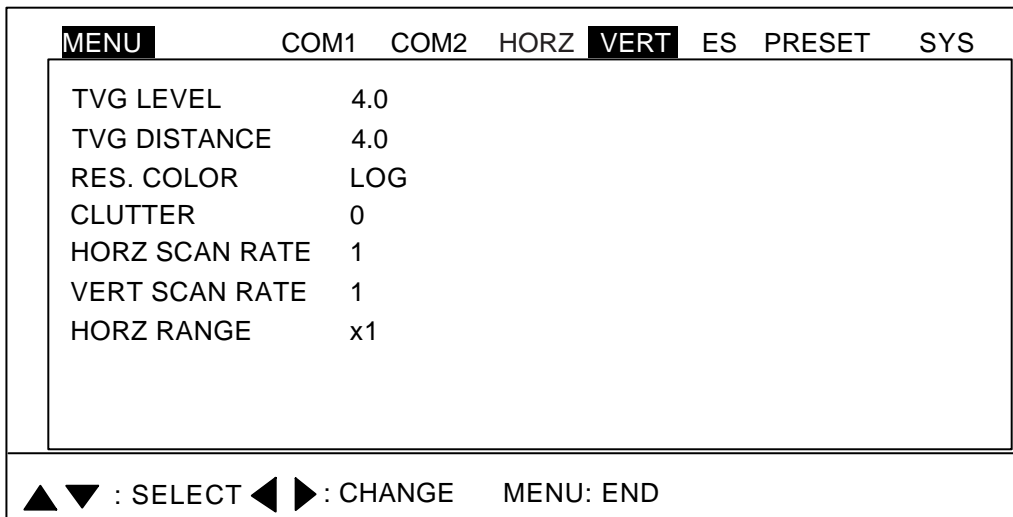 MENU COM1 COM2 HORZ VERT ES PRESET SYS
TVG LEVEL 4.0
TVG DISTANCE 4.0
RES. COLOR LOG
CLUTTER 0
HORZ SCAN RATE 1
VERT SCAN RATE 1
HORZ RANGE x1
▲ ▼ : SELECT ◀ ▶ : CHANGE MENU: END